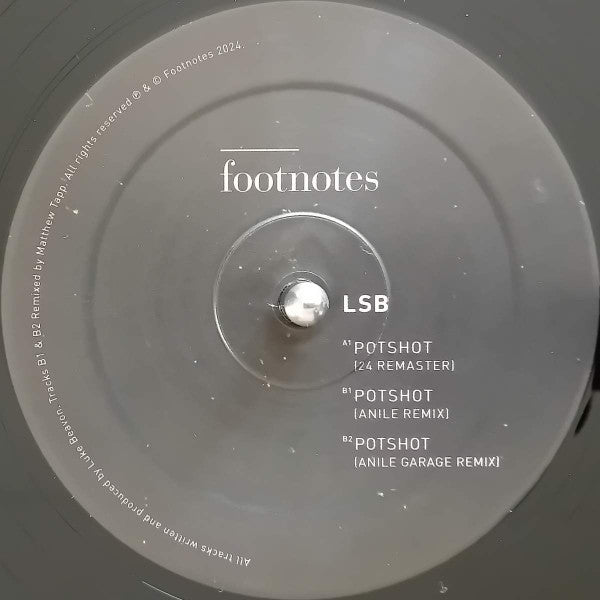 footnotes
LSB
A1 POTSHOT
(24 REMASTER)
B1 POTSHOT
(ANILE REMIX)
B2 POTSHOT
(ANILE GARAGE REMIX)
All tracks written and produced by Luke Beavon. Tracks B1 & B2 Remixed by Matthew Tapp. All rights reserved ℗ & © Footnotes 2024.